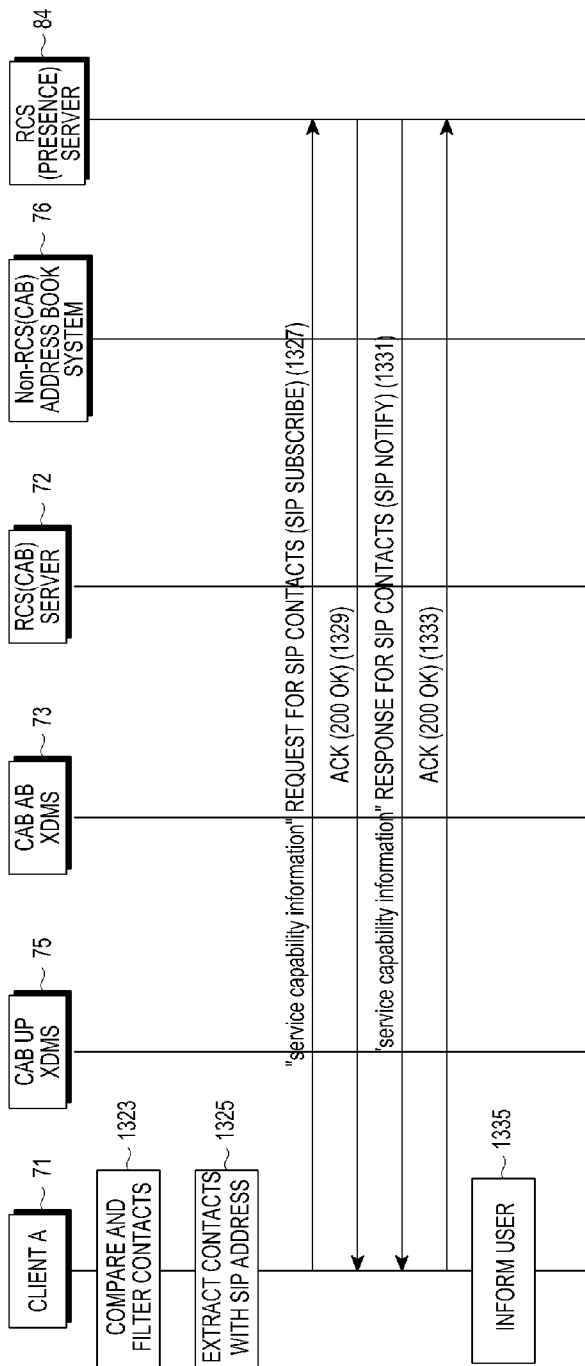 CLIENT A
71
CAB UP
XDMS
75
CAB AB
XDMS
73
RCS(CAB)
SERVER
72
Non-RCS(CAB)
ADDRESS BOOK
SYSTEM
76
RCS
(PRESENCE)
SERVER
84
COMPARE AND
FILTER CONTACTS
1323
EXTRACT CONTACTS
WITH SIP ADDRESS
1325
"service capability information" REQUEST FOR SIP CONTACTS (SIP SUBSCRIBE) (1327)
ACK (200 OK) (1329)
'service capability information" RESPONSE FOR SIP CONTACTS (SIP NOTIFY) (1331)
ACK (200 OK) (1333)
INFORM USER
1335